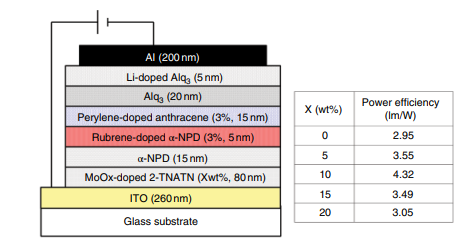 Al (200 nm)
Li-doped Alq₃ (5 nm)
Alq₃ (20 nm)
Perylene-doped anthracene (3%, 15 nm)
Rubrene-doped α-NPD (3%, 5 nm)
α-NPD (15 nm)
MoOx-doped 2-TNATN (Xwt%, 80 nm)
ITO (260 nm)
Glass substrate
X (wt%) Power efficiency
(lm/W)
0 2.95
5 3.55
10 4.32
15 3.49
20 3.05